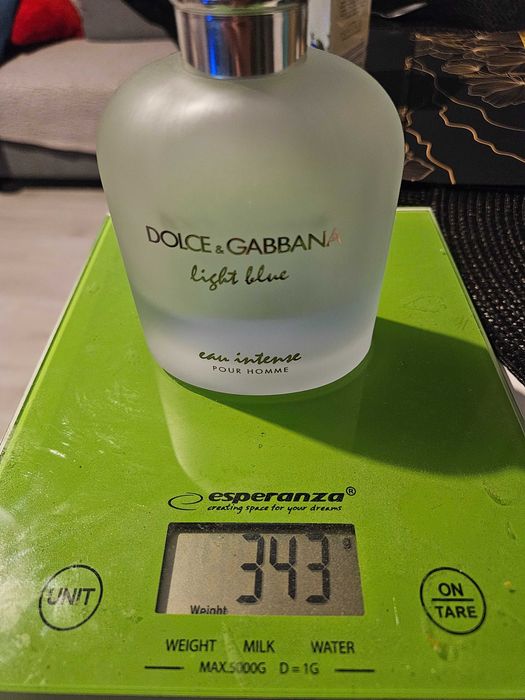 DOLCE & GABBANA
light blue
eau intense
POUR HOMME
esperanza®
creating space for your dreams
343 g
Weight
UNIT
ON
TARE
WEIGHT MILK WATER
MAX.5000G D = 1G